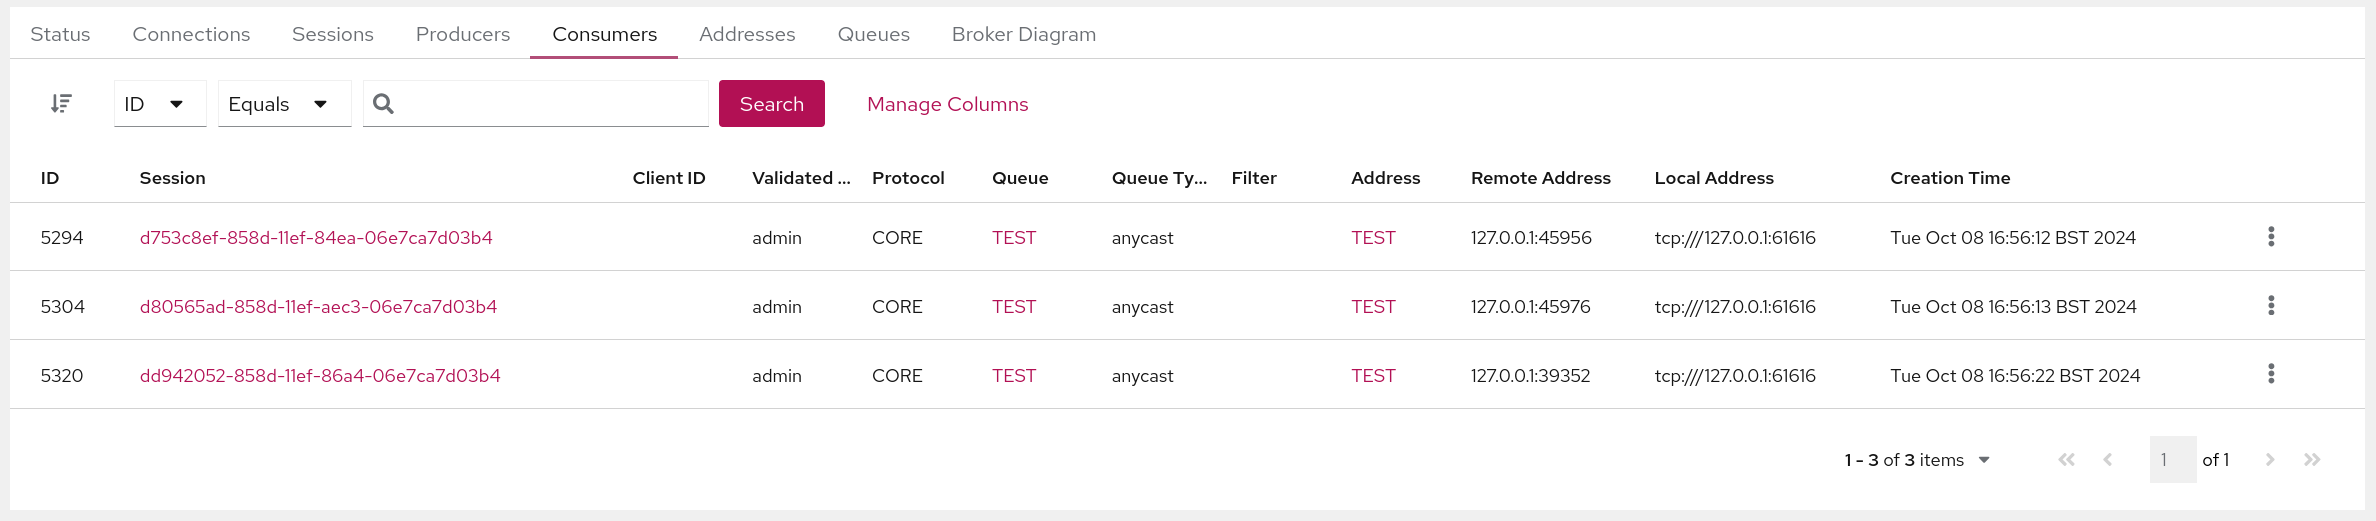 Status Connections Sessions Producers Consumers Addresses Queues Broker Diagram
ID Equals Search Manage Columns
ID Session Client ID Validated ... Protocol Queue Queue Ty... Filter Address Remote Address Local Address Creation Time
5294 d753c8ef-858d-11ef-84ea-06e7ca7d03b4 admin CORE TEST anycast TEST 127.0.0.1:45956 tcp:///127.0.0.1:61616 Tue Oct 08 16:56:12 BST 2024
5304 d80565ad-858d-11ef-aec3-06e7ca7d03b4 admin CORE TEST anycast TEST 127.0.0.1:45976 tcp:///127.0.0.1:61616 Tue Oct 08 16:56:13 BST 2024
5320 dd942052-858d-11ef-86a4-06e7ca7d03b4 admin CORE TEST anycast TEST 127.0.0.1:39352 tcp:///127.0.0.1:61616 Tue Oct 08 16:56:22 BST 2024
1 - 3 of 3 items 1 of 1